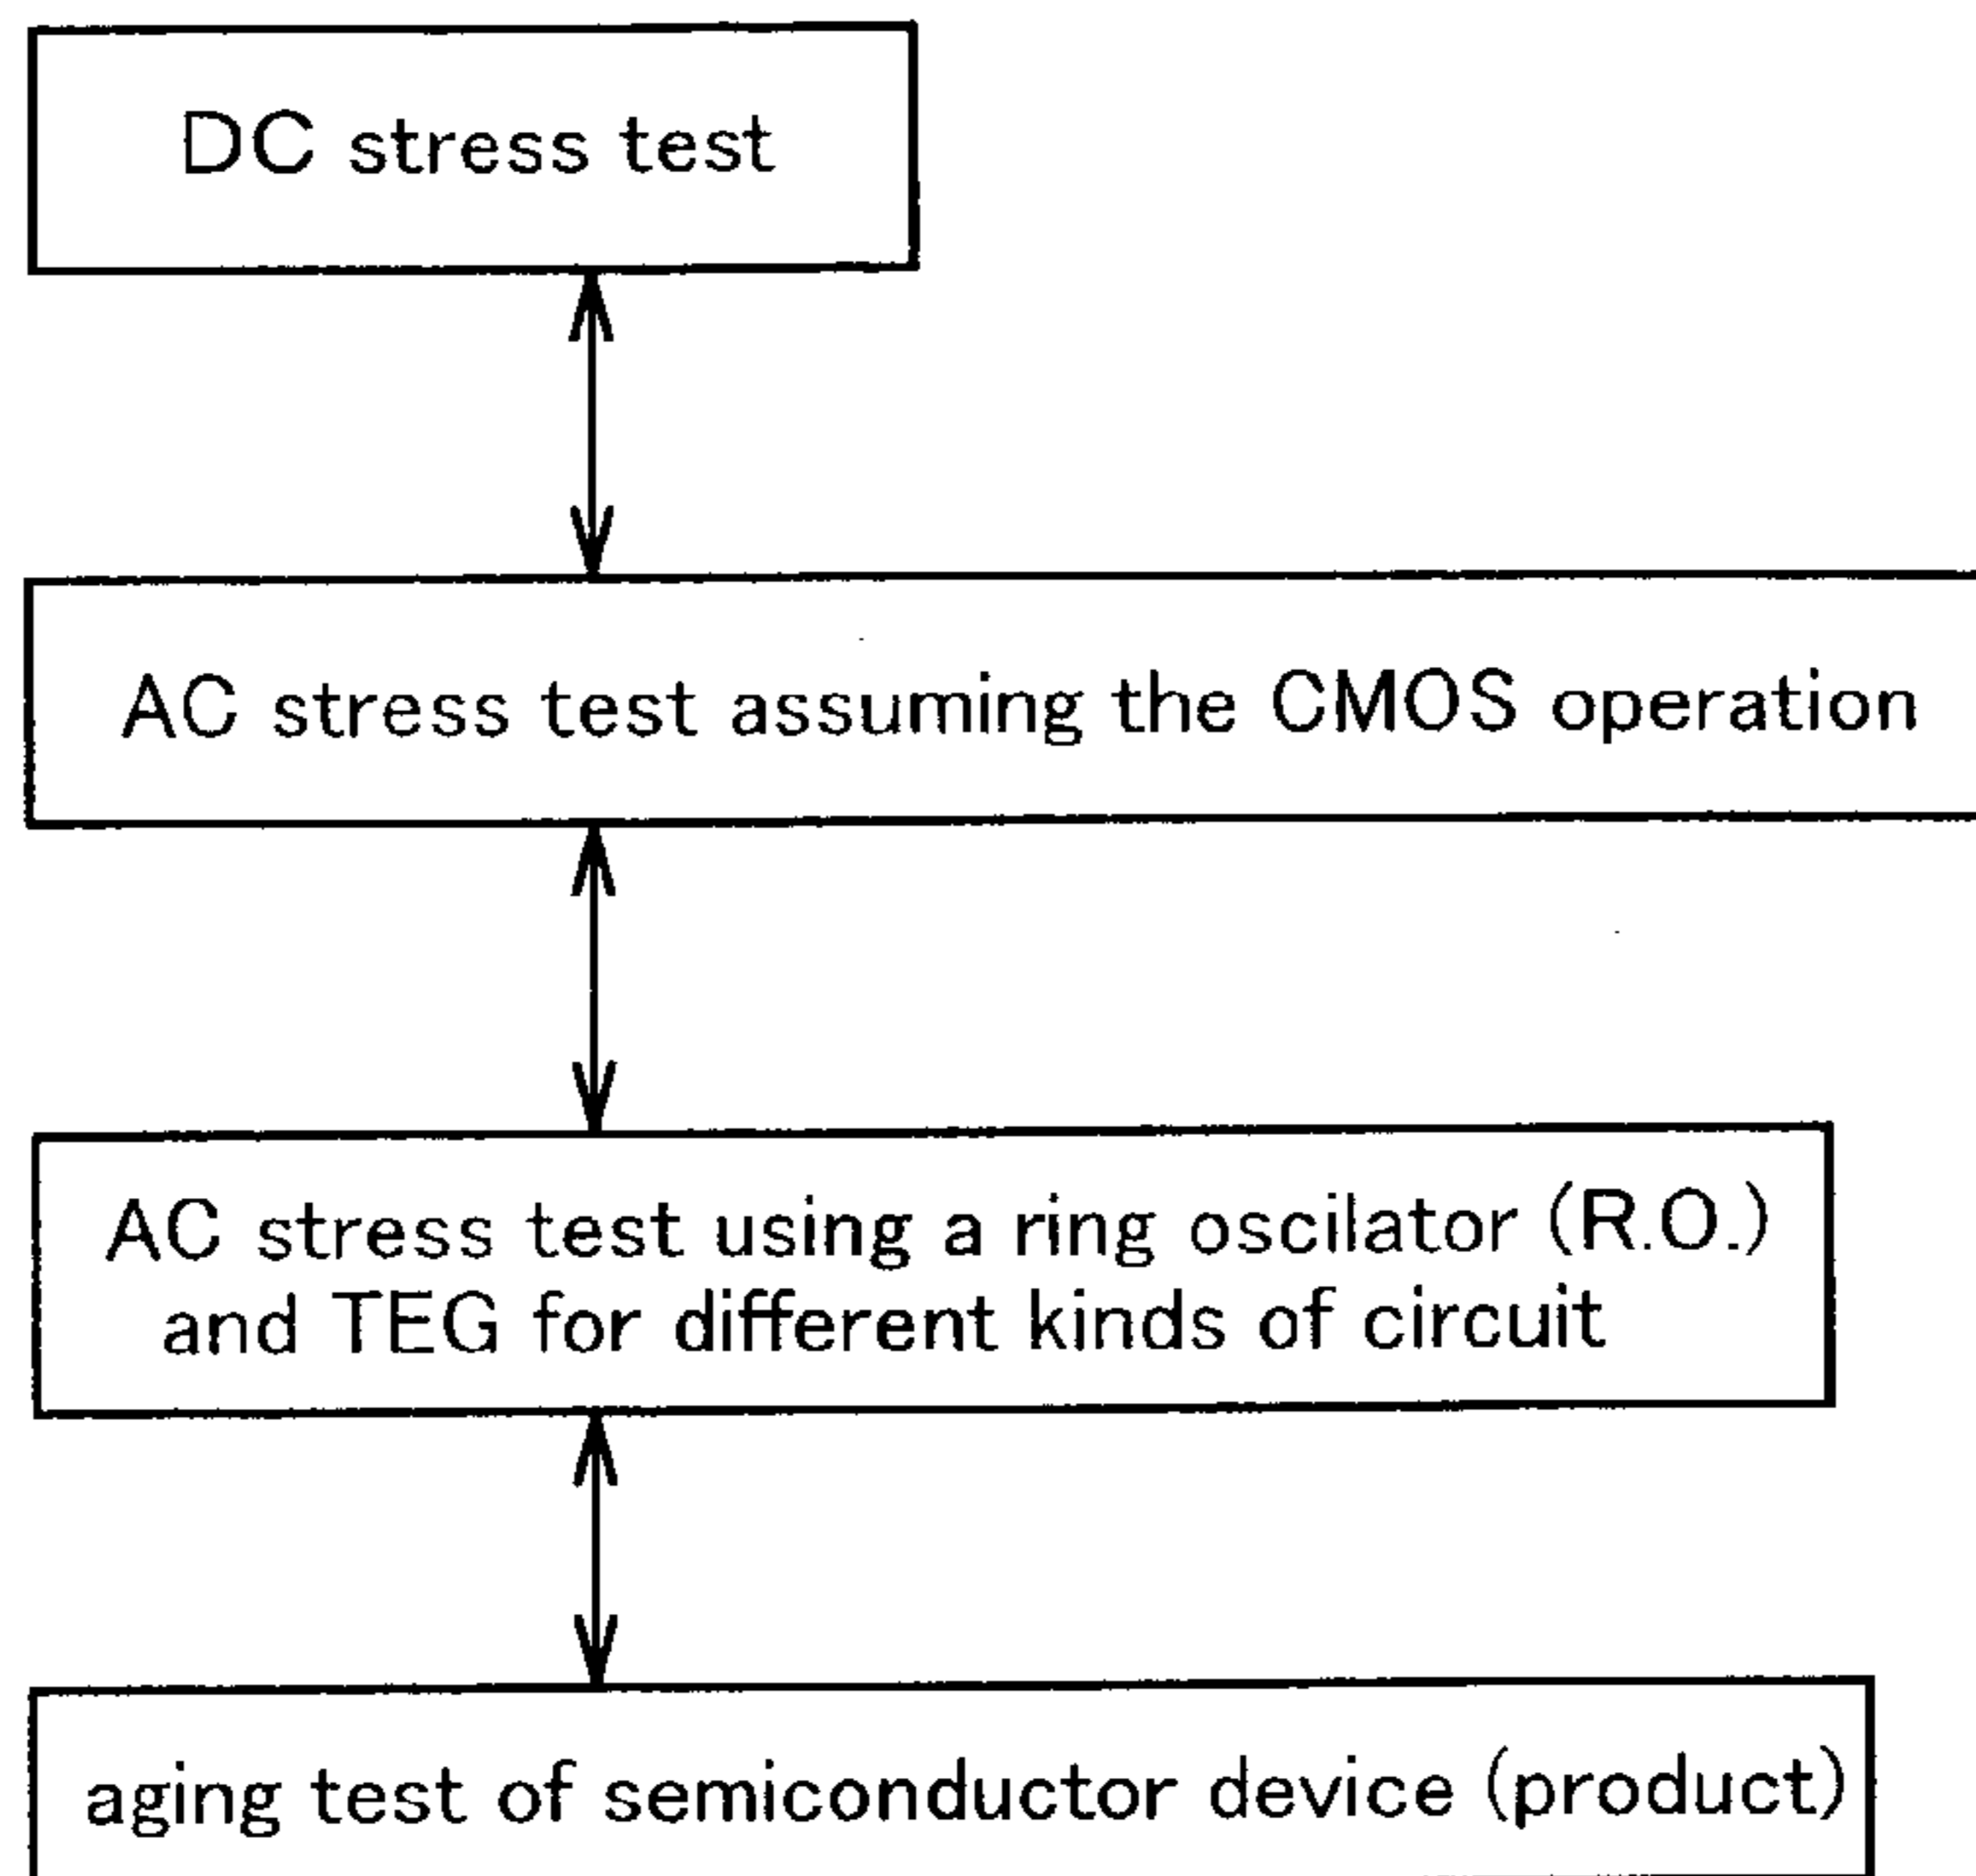 DC stress test
AC stress test assuming the CMOS operation
AC stress test using a ring oscilator (R.O.)
and TEG for different kinds of circuit
aging test of semiconductor device (product)